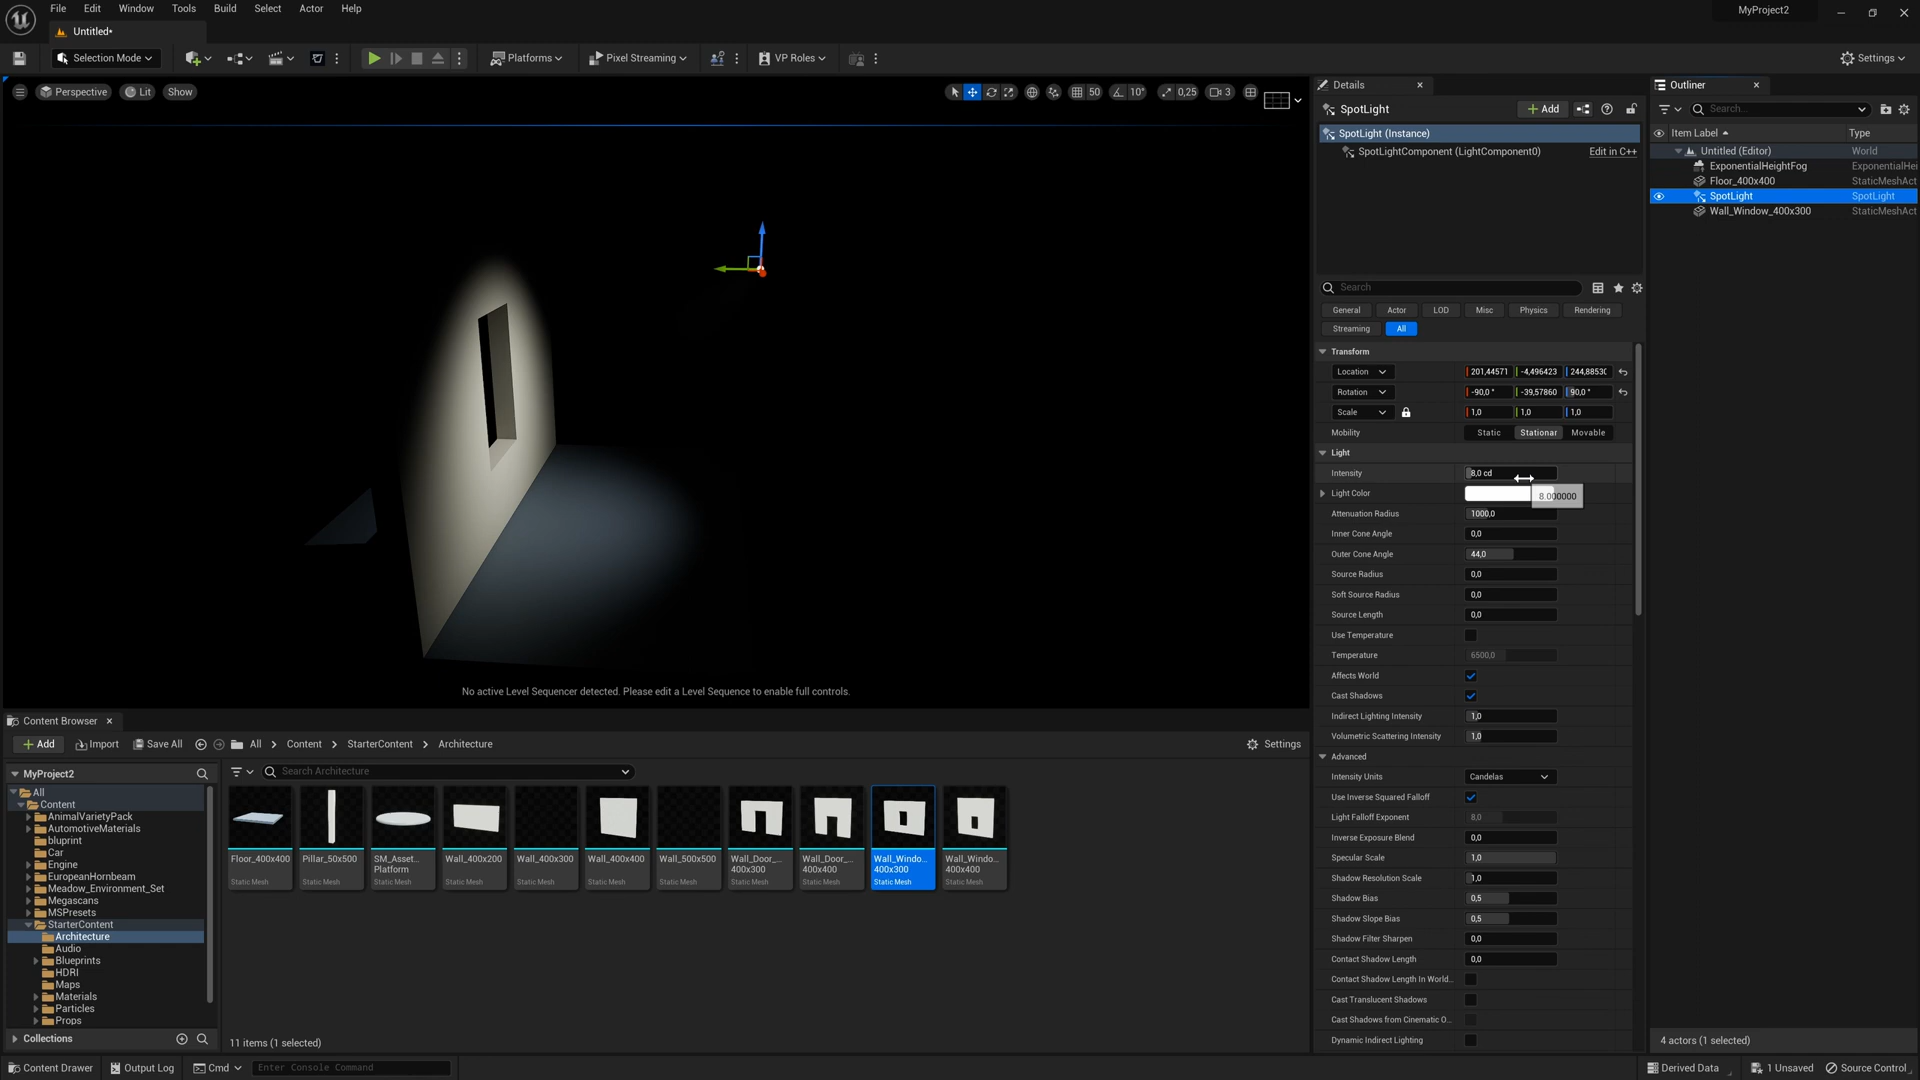 File Edit Window Tools Build Select Actor Help
MyProject2
Untitled*
Selection Mode
Platforms
Pixel Streaming
VP Roles
Settings
Perspective
Lit
Show
50
10°
0,25
3
No active Level Sequencer detected. Please edit a Level Sequence to enable full controls.
Details
SpotLight
Add
SpotLight (Instance)
SpotLightComponent (LightComponent0)
Edit in C++
Search
General
Actor
LOD
Misc
Physics
Rendering
Streaming
All
Transform
Location 201,44571 -4,496423 244,88530
Rotation -90,0 ° -39,57860 90,0 °
Scale 1,0 1,0 1,0
Mobility Static Stationar Movable
Light
Intensity 8,0 cd
8.000000
Light Color
Attenuation Radius 1000,0
Inner Cone Angle 0,0
Outer Cone Angle 44,0
Source Radius 0,0
Soft Source Radius 0,0
Source Length 0,0
Use Temperature
Temperature 6500,0
Affects World
Cast Shadows
Indirect Lighting Intensity 1,0
Volumetric Scattering Intensity 1,0
Advanced
Intensity Units Candelas
Use Inverse Squared Falloff
Light Falloff Exponent 8,0
Inverse Exposure Blend 0,0
Specular Scale 1,0
Shadow Resolution Scale 1,0
Shadow Bias 0,5
Shadow Slope Bias 0,5
Shadow Filter Sharpen 0,0
Contact Shadow Length 0,0
Contact Shadow Length In World...
Cast Translucent Shadows
Cast Shadows from Cinematic O...
Dynamic Indirect Lighting
Outliner
Search...
Item Label Type
Untitled (Editor) World
ExponentialHeightFog ExponentialHei
Floor_400x400 StaticMeshAct
SpotLight SpotLight
Wall_Window_400x300 StaticMeshAct
4 actors (1 selected)
Content Browser
Add
Import
Save All
All
Content
StarterContent
Architecture
Settings
MyProject2
All
Content
AnimalVarietyPack
AutomotiveMaterials
bluprint
Car
Engine
EuropeanHornbeam
Meadow_Environment_Set
Megascans
MSPresets
StarterContent
Architecture
Audio
Blueprints
HDRI
Maps
Materials
Particles
Props
Collections
Search Architecture
Floor_400x400
Static Mesh
Pillar_50x500
Static Mesh
SM_Asset...
Platform
Static Mesh
Wall_400x200
Static Mesh
Wall_400x300
Static Mesh
Wall_400x400
Static Mesh
Wall_500x500
Static Mesh
Wall_Door_...
400x300
Static Mesh
Wall_Door_...
400x400
Static Mesh
Wall_Windo...
400x300
Static Mesh
Wall_Windo...
400x400
Static Mesh
11 items (1 selected)
Content Drawer
Output Log
Cmd
Enter Console Command
Derived Data
1 Unsaved
Source Control